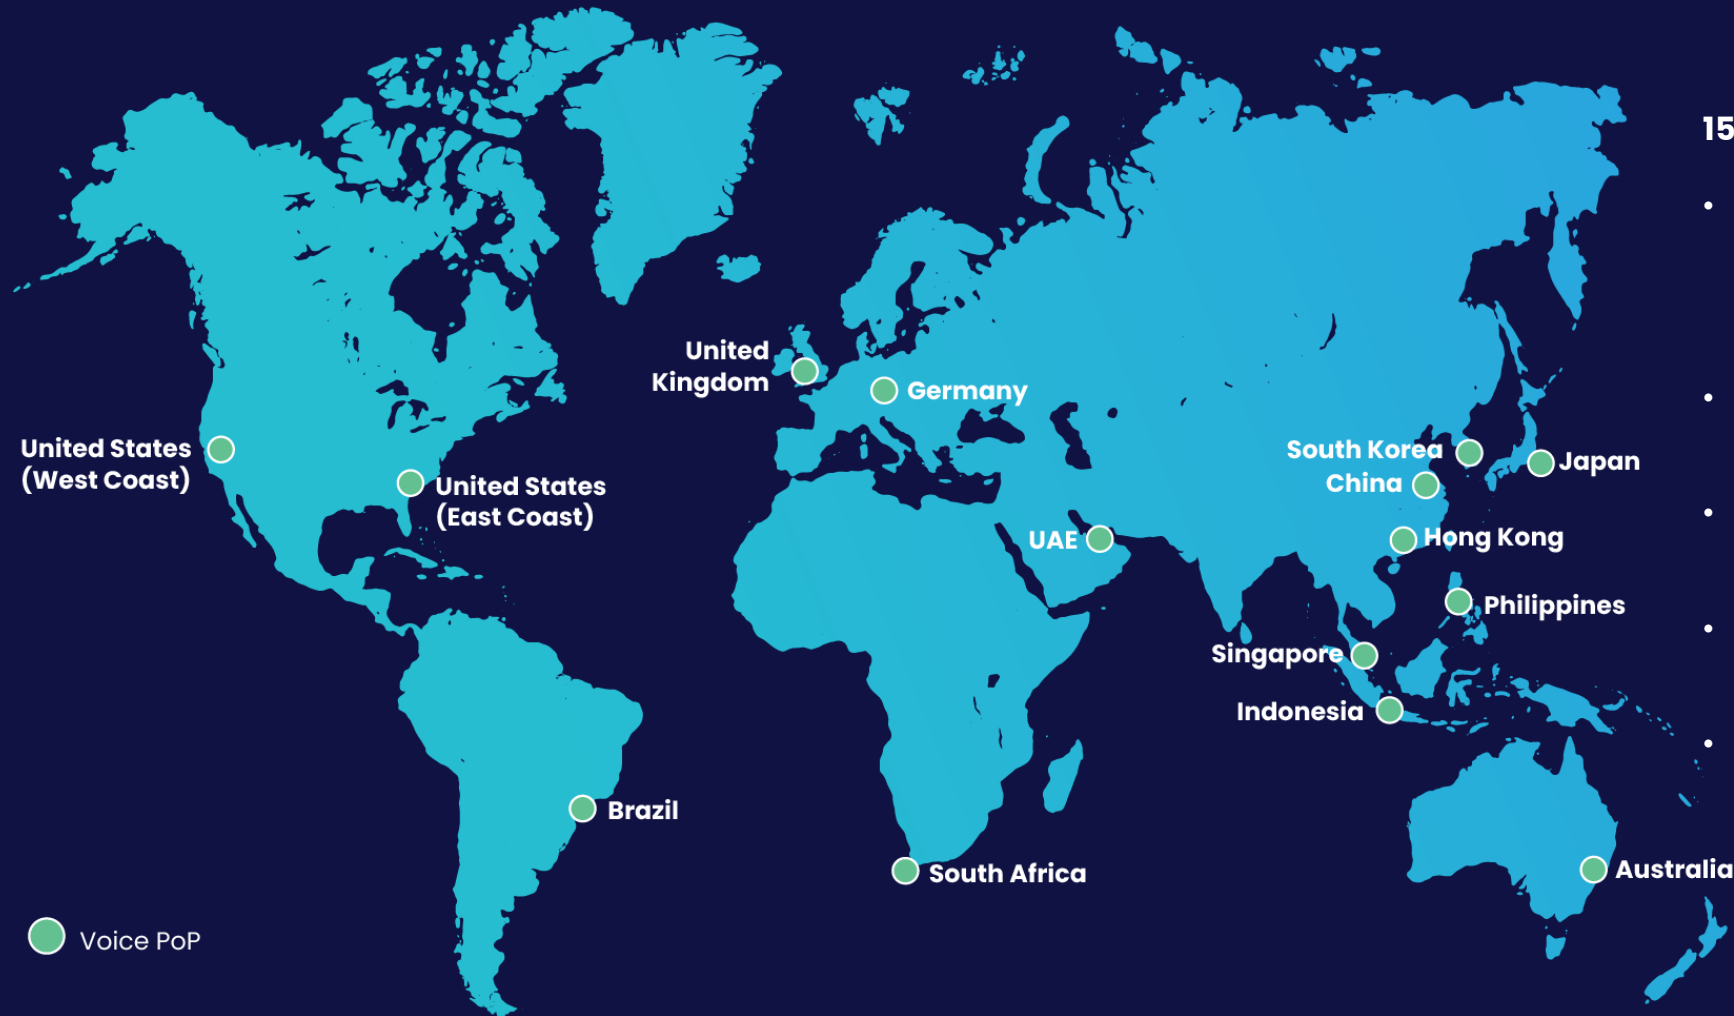 15
United
Kingdom
Germany
United States
(West Coast)
United States
(East Coast)
South Korea
Japan
China
UAE
Hong Kong
Philippines
Singapore
Indonesia
Brazil
South Africa
Australia
Voice PoP